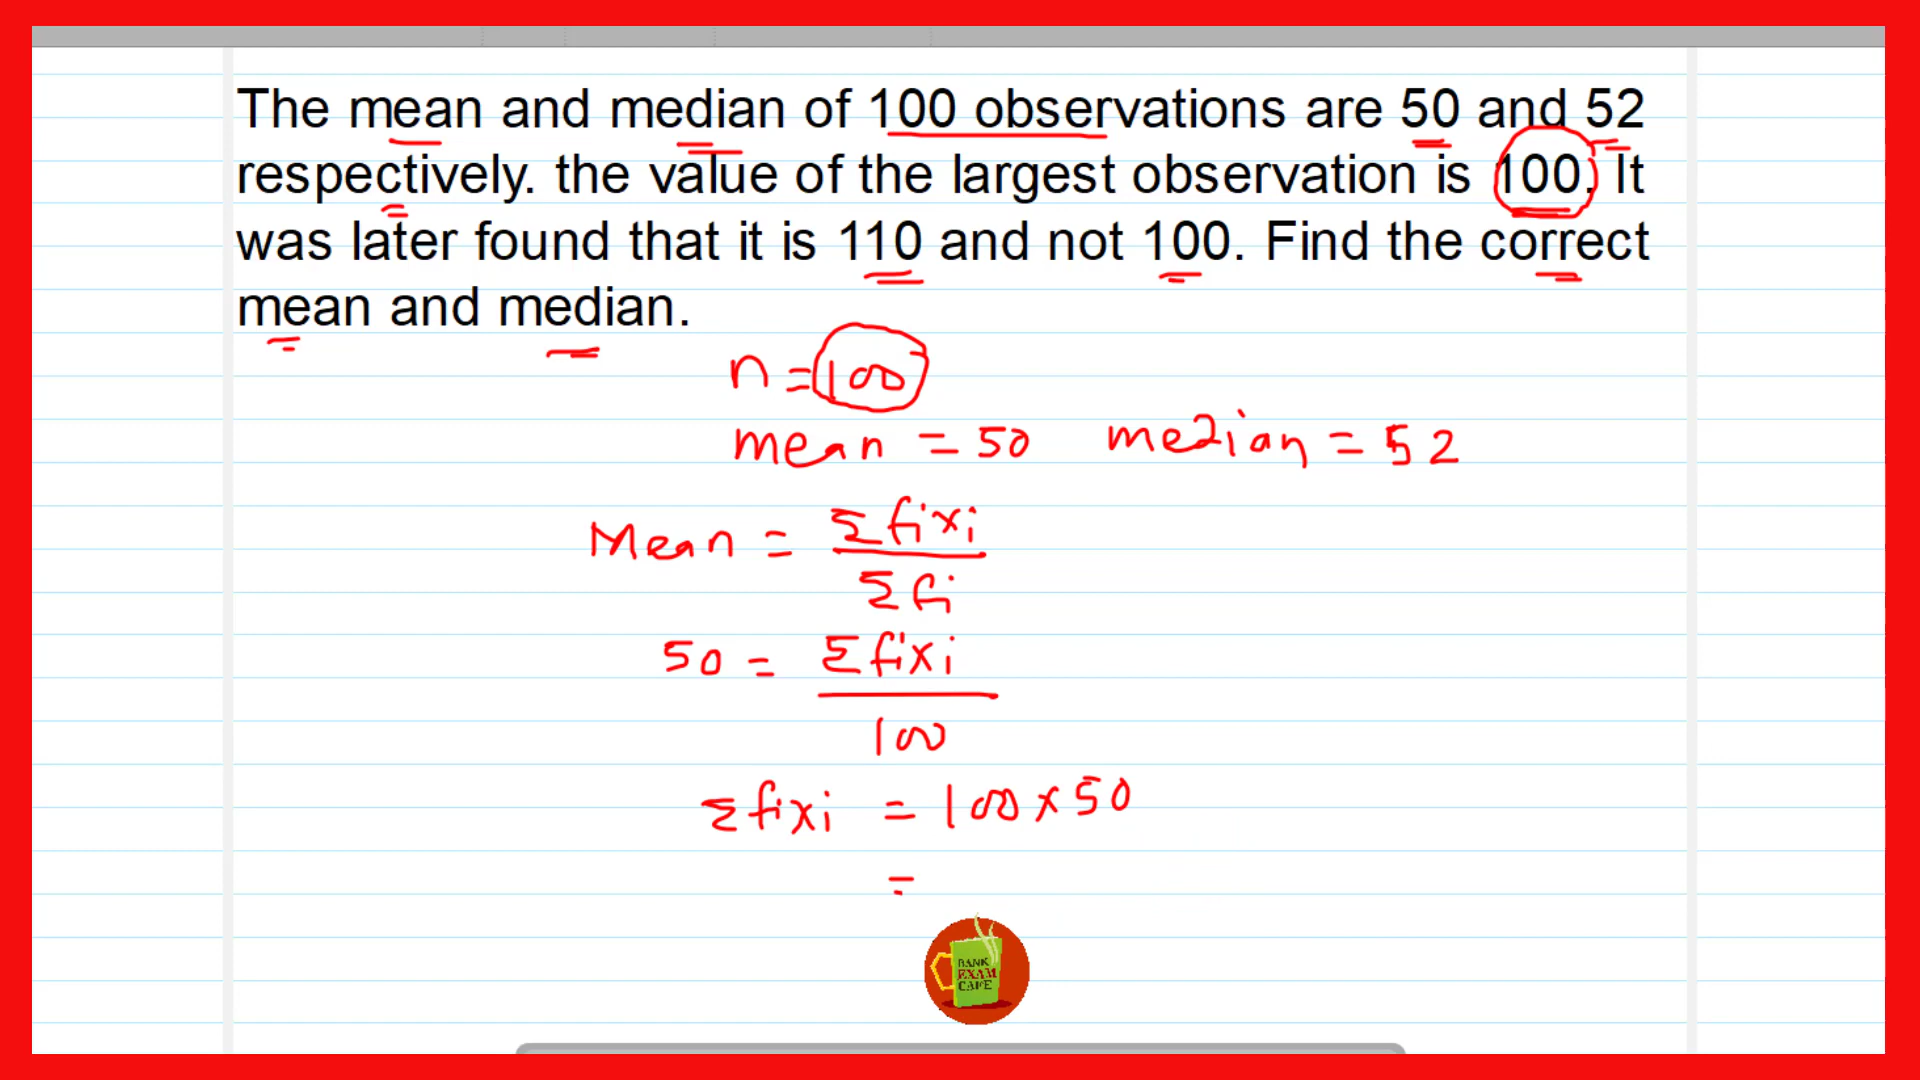 The mean and median of 100 observations are 50 and 52
respectively. the value of the largest observation is 100. It
was later found that it is 110 and not 100. Find the correct
mean and median.
n = 100
mean = 50 median = 52
Mean = Σfixi
Σfi
50 = Σfixi
100
Σfixi = 100 x 50
=
BANK
EXAM
CAFE